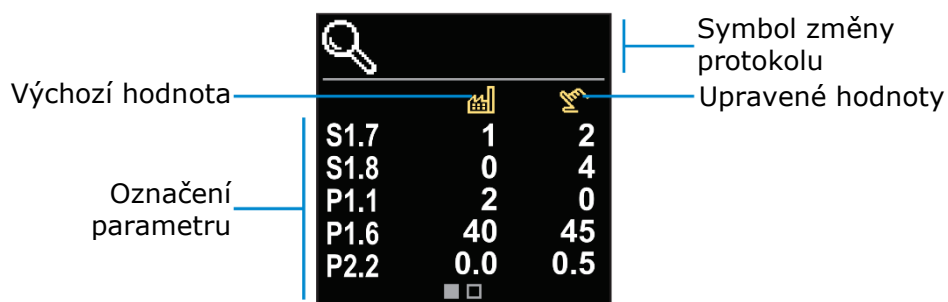 Symbol změny
protokolu
Výchozí hodnota
Upravené hodnoty
Označení
parametru
S1.7 1 2
S1.8 0 4
P1.1 2 0
P1.6 40 45
P2.2 0.0 0.5